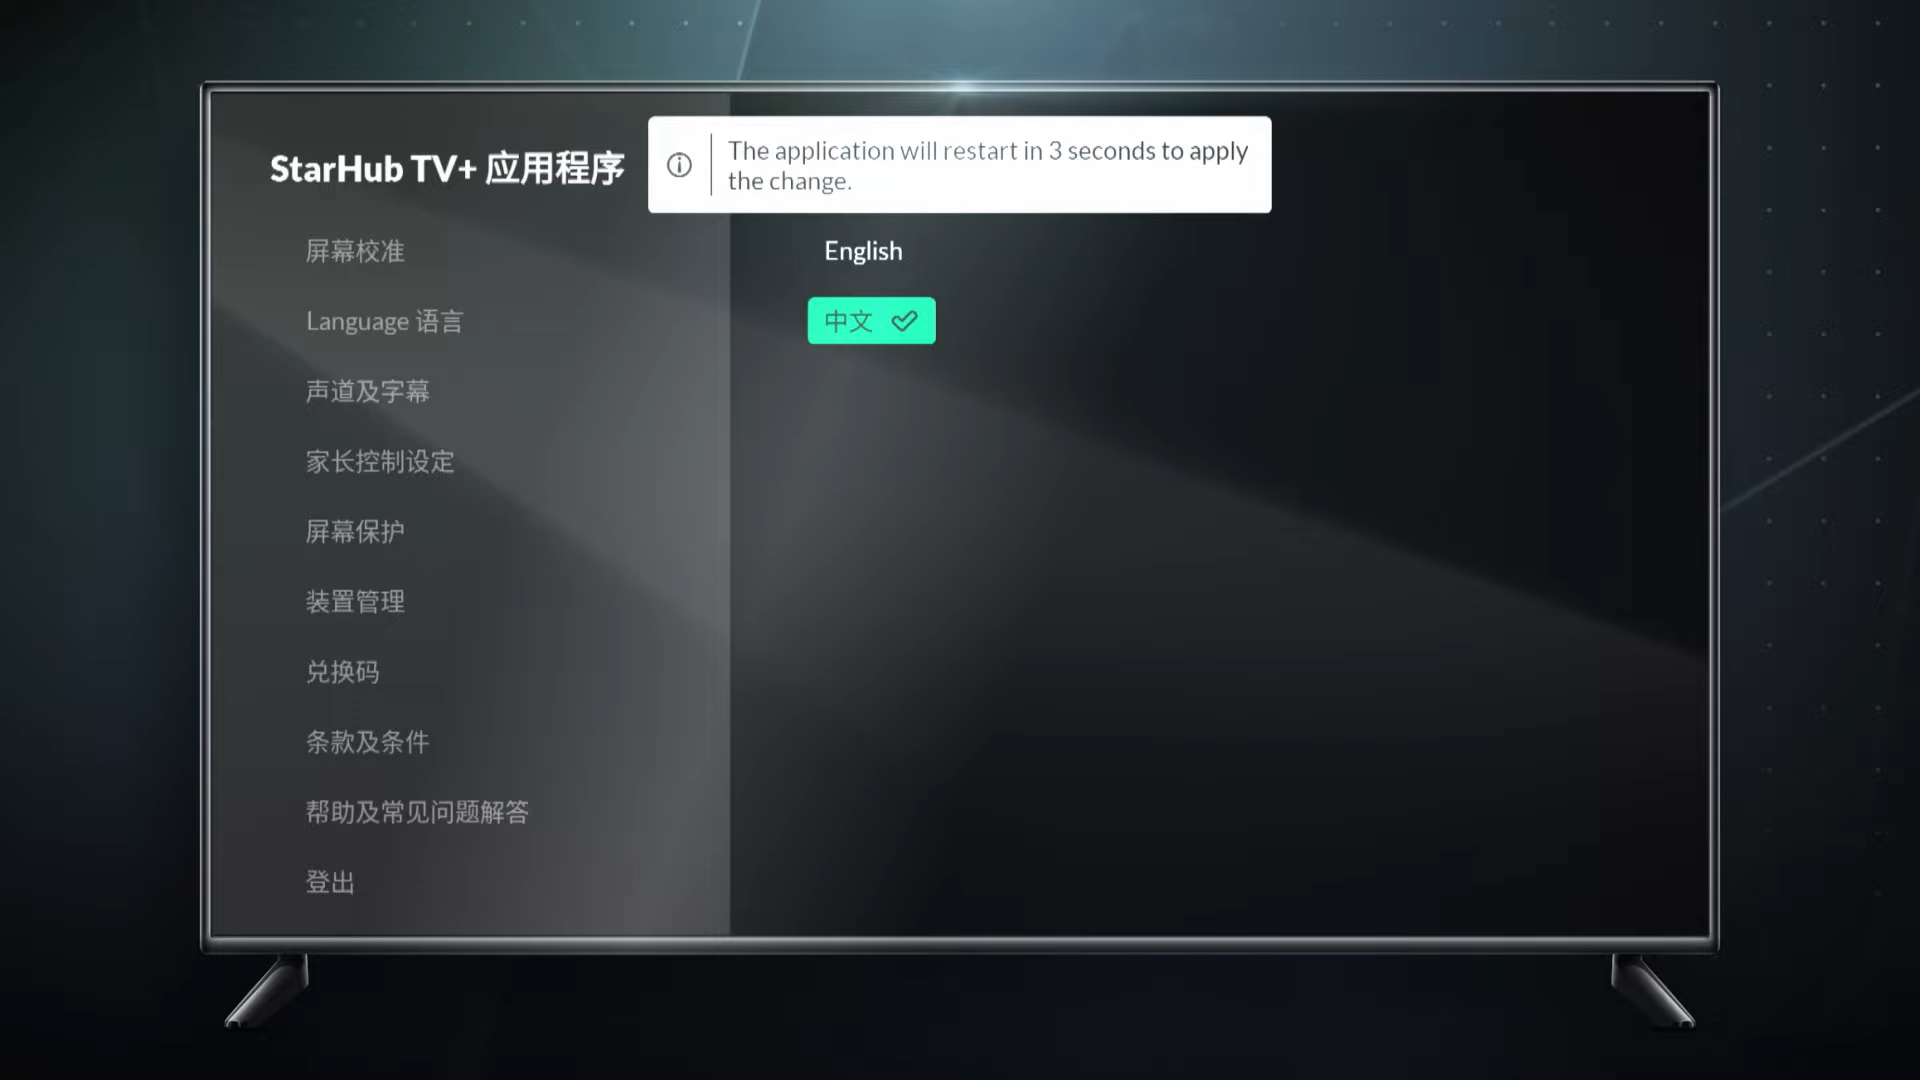 StarHub TV+ 应用程序
The application will restart in 3 seconds to apply
the change.
屏幕校准
Language 语言
声道及字幕
家长控制设定
屏幕保护
装置管理
兑换码
条款及条件
帮助及常见问题解答
登出
English
中文